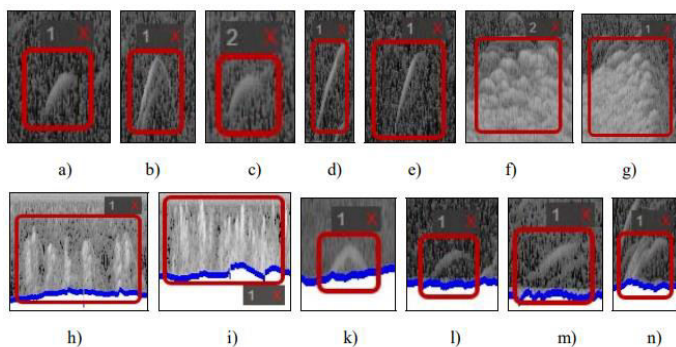 1 X 1 X 2 X 1 X 1 X 2 X 1 X
a) b) c) d) e) f) g)
1 X 1 X 1 X 1 X 1 X
1 X
h) i) k) l) m) n)